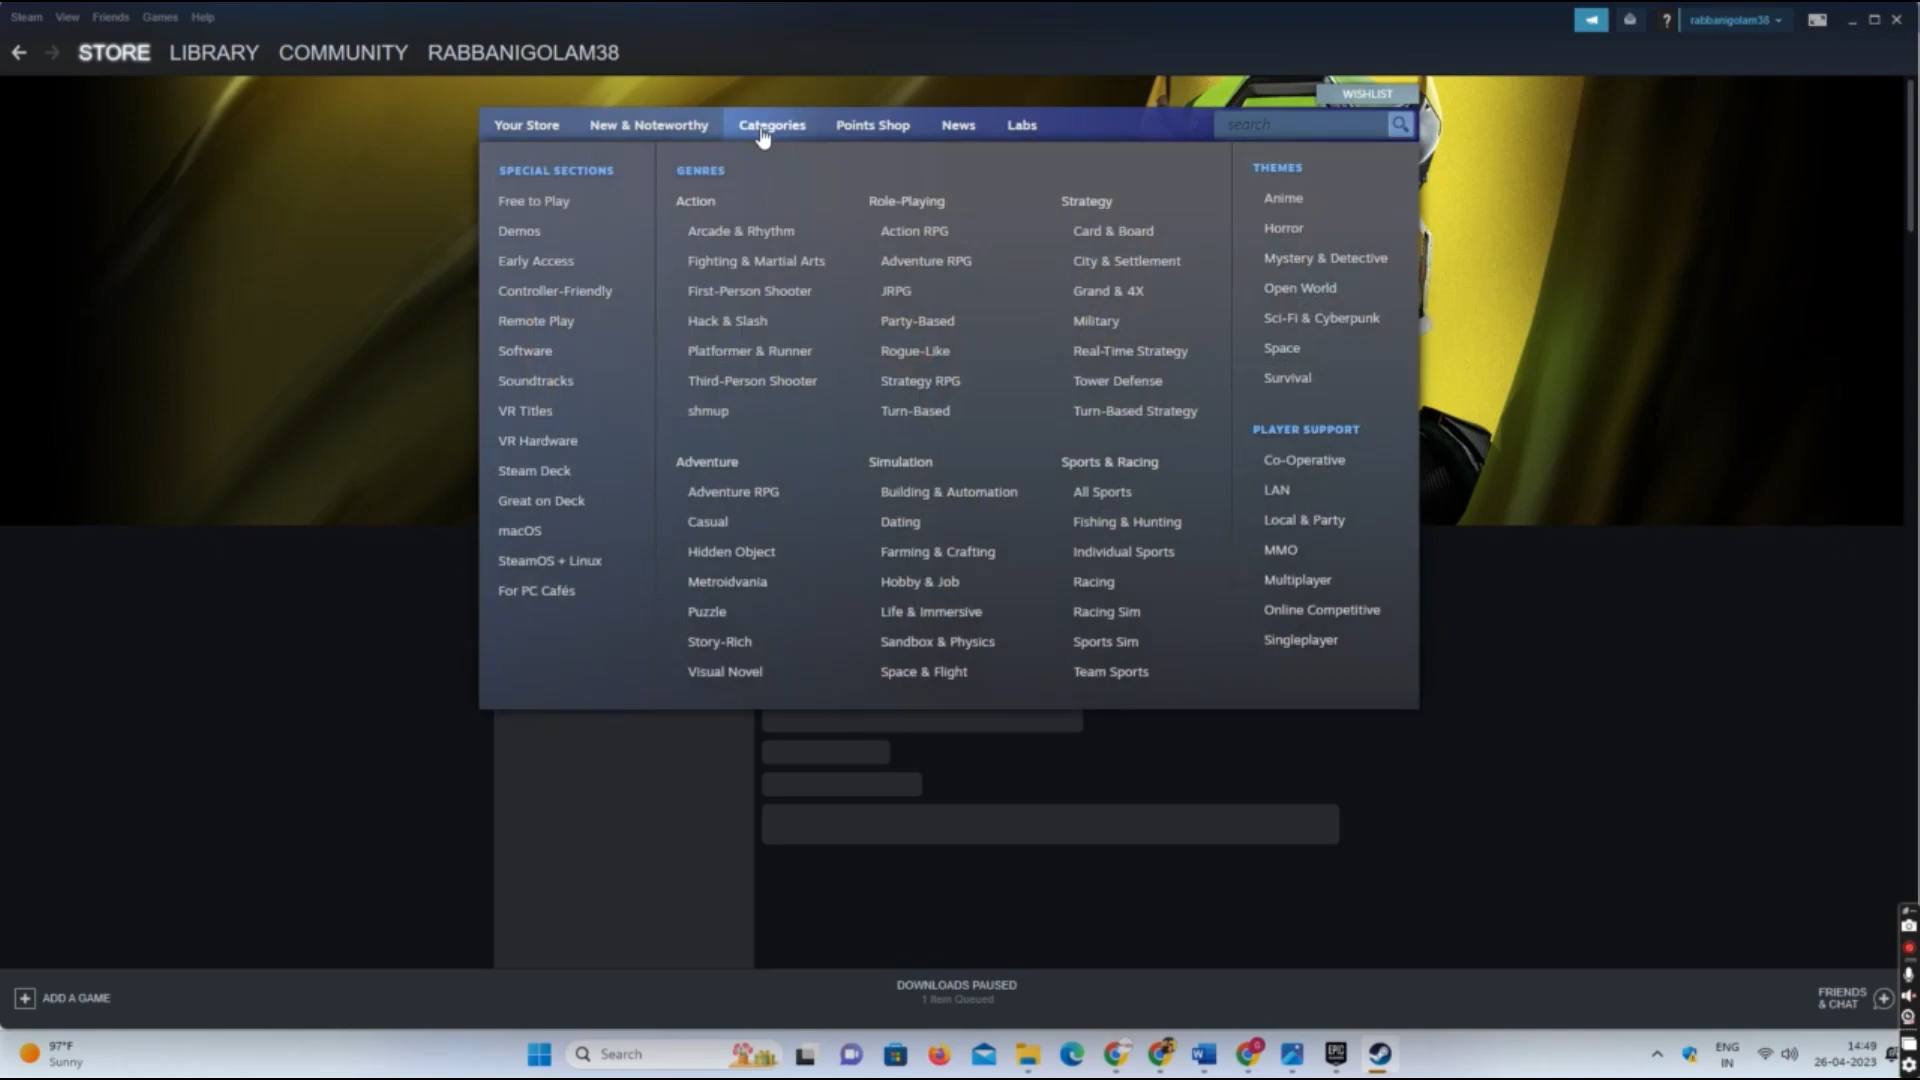 Steam View Friends Games Help
rabbanigolam38
STORE LIBRARY COMMUNITY RABBANIGOLAM38
WISHLIST
Your Store New & Noteworthy Categories Points Shop News Labs search
SPECIAL SECTIONS
Free to Play
Demos
Early Access
Controller-Friendly
Remote Play
Software
Soundtracks
VR Titles
VR Hardware
Steam Deck
Great on Deck
macOS
SteamOS + Linux
For PC Cafés
GENRES
Action
Arcade & Rhythm
Fighting & Martial Arts
First-Person Shooter
Hack & Slash
Platformer & Runner
Third-Person Shooter
shmup
Adventure
Adventure RPG
Casual
Hidden Object
Metroidvania
Puzzle
Story-Rich
Visual Novel
Role-Playing
Action RPG
Adventure RPG
JRPG
Party-Based
Rogue-Like
Strategy RPG
Turn-Based
Simulation
Building & Automation
Dating
Farming & Crafting
Hobby & Job
Life & Immersive
Sandbox & Physics
Space & Flight
Strategy
Card & Board
City & Settlement
Grand & 4X
Military
Real-Time Strategy
Tower Defense
Turn-Based Strategy
Sports & Racing
All Sports
Fishing & Hunting
Individual Sports
Racing
Racing Sim
Sports Sim
Team Sports
THEMES
Anime
Horror
Mystery & Detective
Open World
Sci-Fi & Cyberpunk
Space
Survival
PLAYER SUPPORT
Co-Operative
LAN
Local & Party
MMO
Multiplayer
Online Competitive
Singleplayer
ADD A GAME
DOWNLOADS PAUSED
1 Item Queued
FRIENDS
& CHAT
97°F
Sunny
Search
EPIC
ENG
IN
14:49
26-04-2023